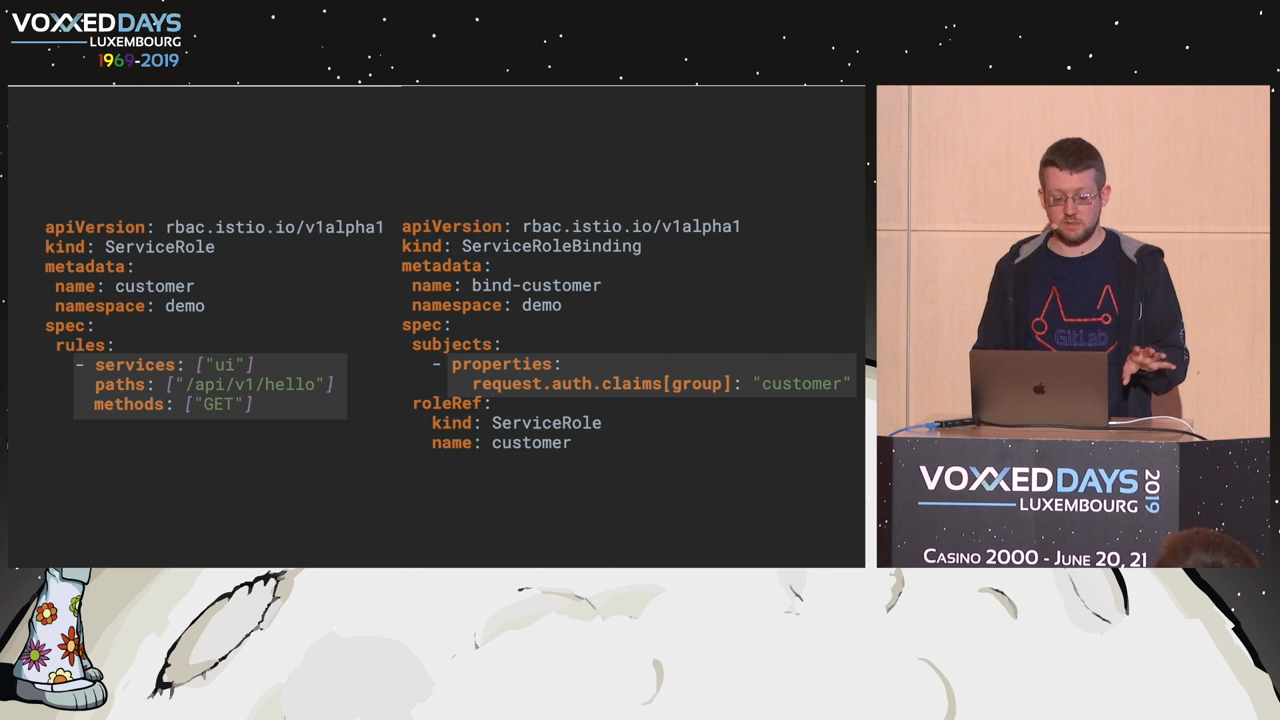 VOXXED DAYS
LUXEMBOURG
1969-2019
apiVersion: rbac.istio.io/v1alpha1
kind: ServiceRole
metadata:
name: customer
namespace: demo
spec:
rules:
- services: ["ui"]
paths: ["/api/v1/hello"]
methods: ["GET"]
apiVersion: rbac.istio.io/v1alpha1
kind: ServiceRoleBinding
metadata:
name: bind-customer
namespace: demo
spec:
subjects:
- properties:
request.auth.claims[group]: "customer"
roleRef:
kind: ServiceRole
name: customer
GitLab
VOXXED DAYS
LUXEMBOURG
2019
CASINO 2000 - JUNE 20, 21